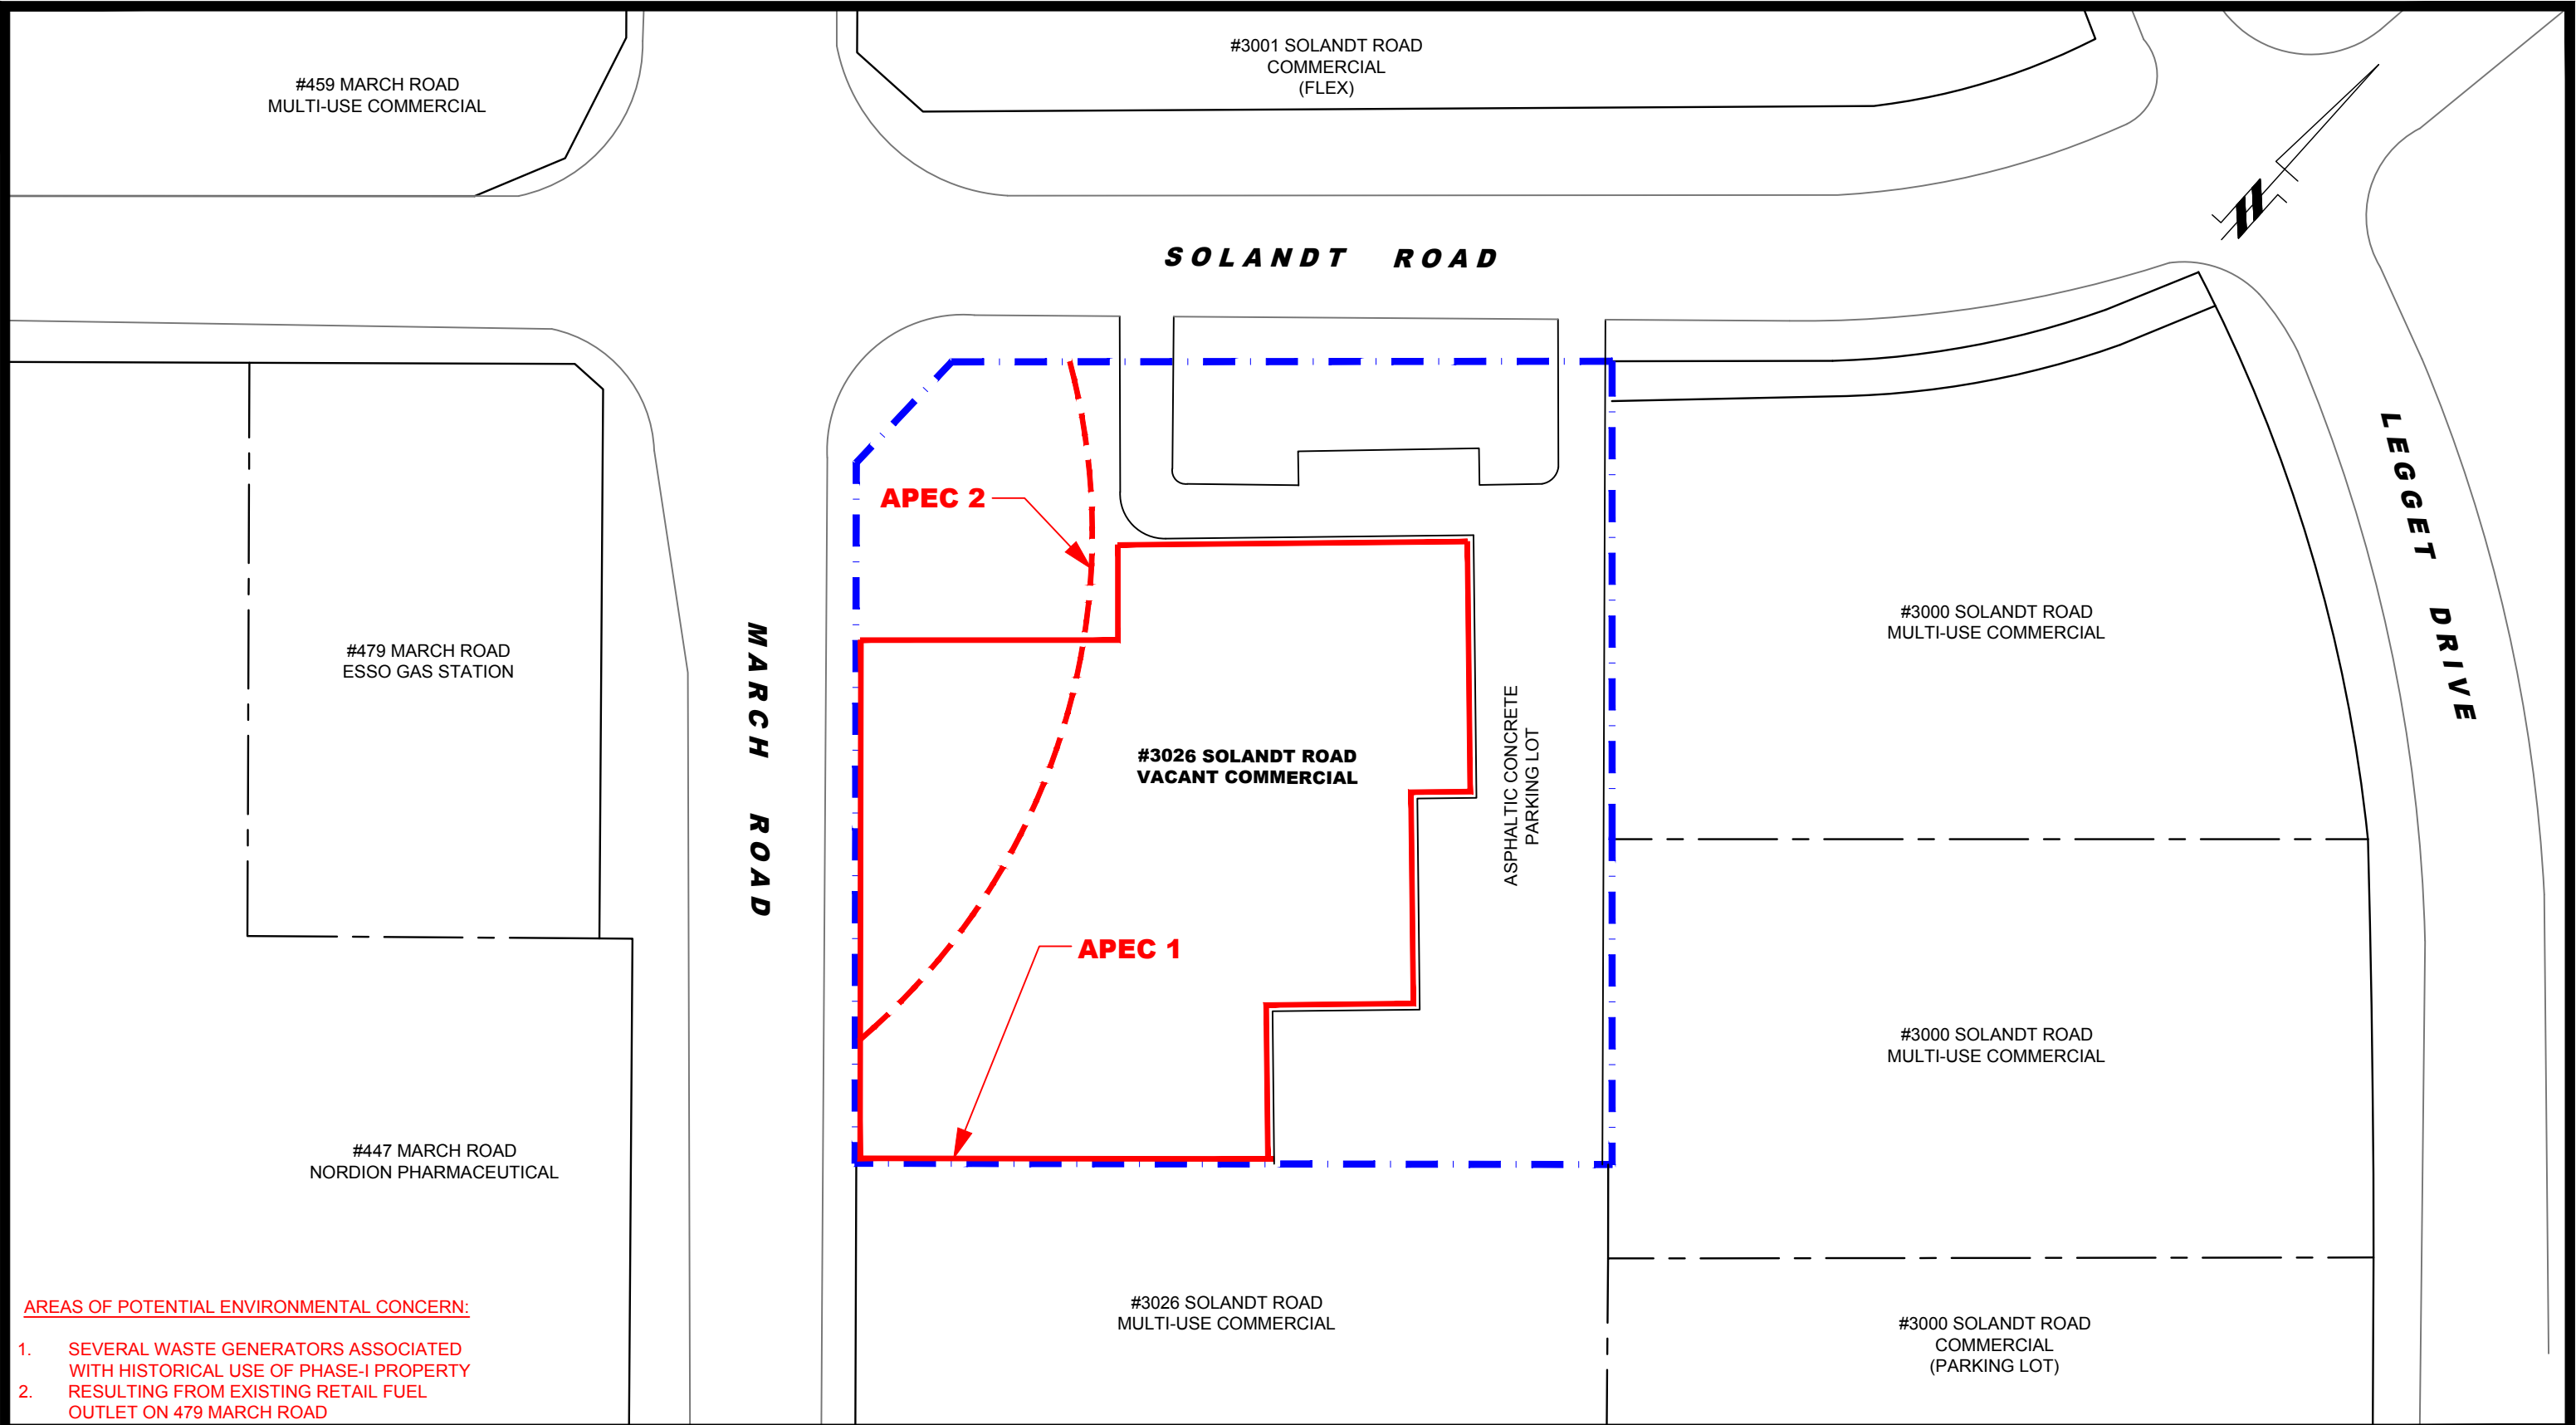 #459 MARCH ROAD
MULTI-USE COMMERCIAL
#3001 SOLANDT ROAD
COMMERCIAL
(FLEX)
SOLANDT ROAD
LEGGET DRIVE
APEC 2
#479 MARCH ROAD
ESSO GAS STATION
MARCH ROAD
#3026 SOLANDT ROAD
VACANT COMMERCIAL
ASPHALTIC CONCRETE
PARKING LOT
#3000 SOLANDT ROAD
MULTI-USE COMMERCIAL
APEC 1
#447 MARCH ROAD
NORDION PHARMACEUTICAL
#3000 SOLANDT ROAD
MULTI-USE COMMERCIAL
#3026 SOLANDT ROAD
MULTI-USE COMMERCIAL
#3000 SOLANDT ROAD
COMMERCIAL
(PARKING LOT)
AREAS OF POTENTIAL ENVIRONMENTAL CONCERN:
1. SEVERAL WASTE GENERATORS ASSOCIATED
WITH HISTORICAL USE OF PHASE-I PROPERTY
2. RESULTING FROM EXISTING RETAIL FUEL
OUTLET ON 479 MARCH ROAD